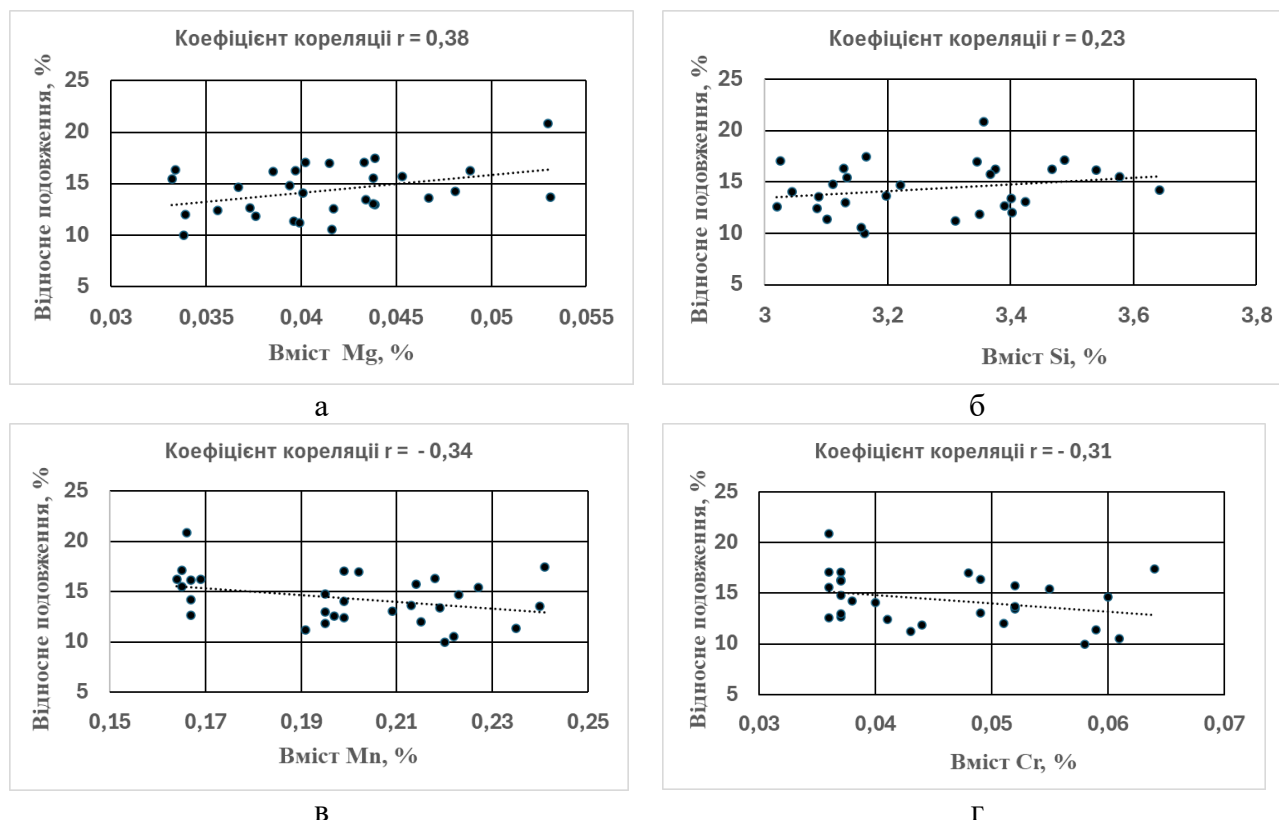 Коефіцієнт кореляціі r = 0,38
Відносне подовження, %
25
20
15
10
5
0,03 0,035 0,04 0,045 0,05 0,055
Вміст Mg, %
а
Коефіцієнт кореляціі r = 0,23
Відносне подовження, %
25
20
15
10
5
3 3,2 3,4 3,6 3,8
Вміст Si, %
б
Коефіцієнт кореляціі r = - 0,34
Відносне подовження, %
25
20
15
10
5
0,15 0,17 0,19 0,21 0,23 0,25
Вміст Mn, %
в
Коефіцієнт кореляціі r = - 0,31
Відносне подовження, %
25
20
15
10
5
0,03 0,04 0,05 0,06 0,07
Вміст Cr, %
г